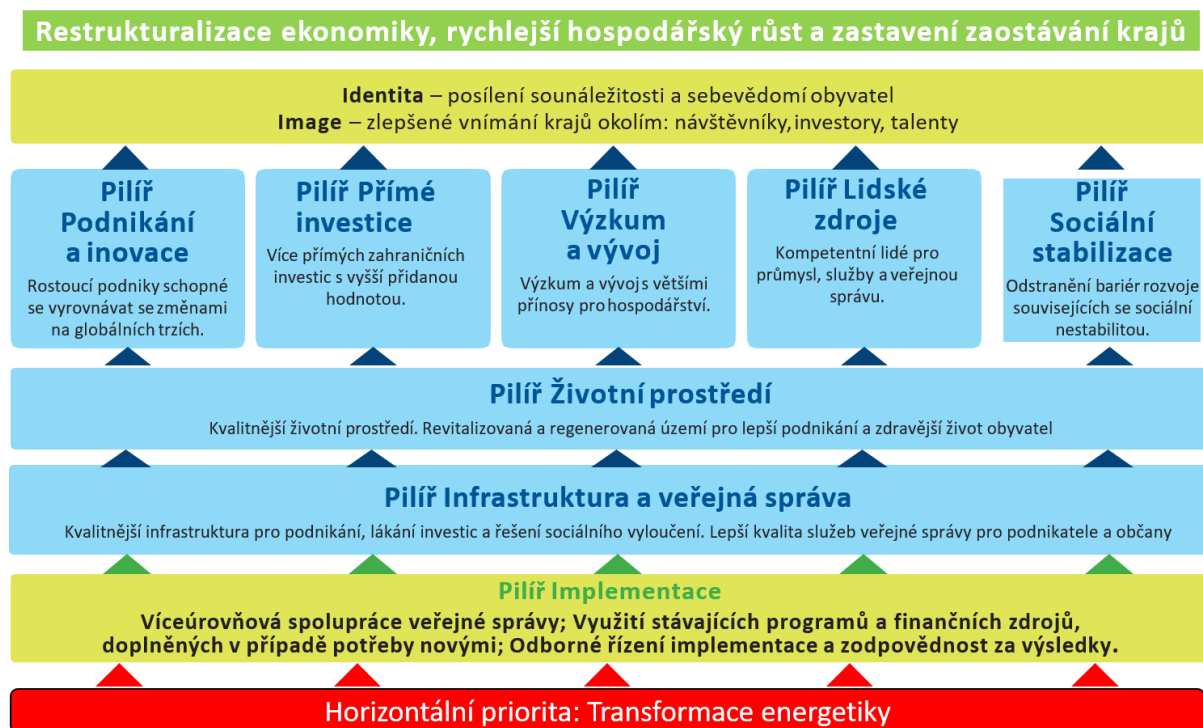 Restrukturalizace ekonomiky, rychlejší hospodářský růst a zastavení zaostávání krajů
Identita – posílení sounáležitosti a sebevědomí obyvatel
Image – zlepšené vnímání krajů okolím: návštěvníky, investory, talenty
Pilíř
Podnikání
a inovace
Rostoucí podniky schopné
se vyrovnávat se změnami
na globálních trzích.
Pilíř Přímé
investice
Více přímých zahraničních
investic s vyšší přidanou
hodnotou.
Pilíř
Výzkum
a vývoj
Výzkum a vývoj s většími
přínosy pro hospodářství.
Pilíř Lidské
zdroje
Kompetentní lidé pro
průmysl, služby a veřejnou
správu.
Pilíř
Sociální
stabilizace
Odstranění bariér rozvoje
souvisejících se sociální
nestabilitou.
Pilíř Životní prostředí
Kvalitnější životní prostředí. Revitalizovaná a regenerovaná území pro lepší podnikání a zdravější život obyvatel
Pilíř Infrastruktura a veřejná správa
Kvalitnější infrastruktura pro podnikání, lákání investic a řešení sociálního vyloučení. Lepší kvalita služeb veřejné správy pro podnikatele a občany
Pilíř Implementace
Víceúrovňová spolupráce veřejné správy; Využití stávajících programů a finančních zdrojů,
doplněných v případě potřeby novými; Odborné řízení implementace a zodpovědnost za výsledky.
Horizontální priorita: Transformace energetiky